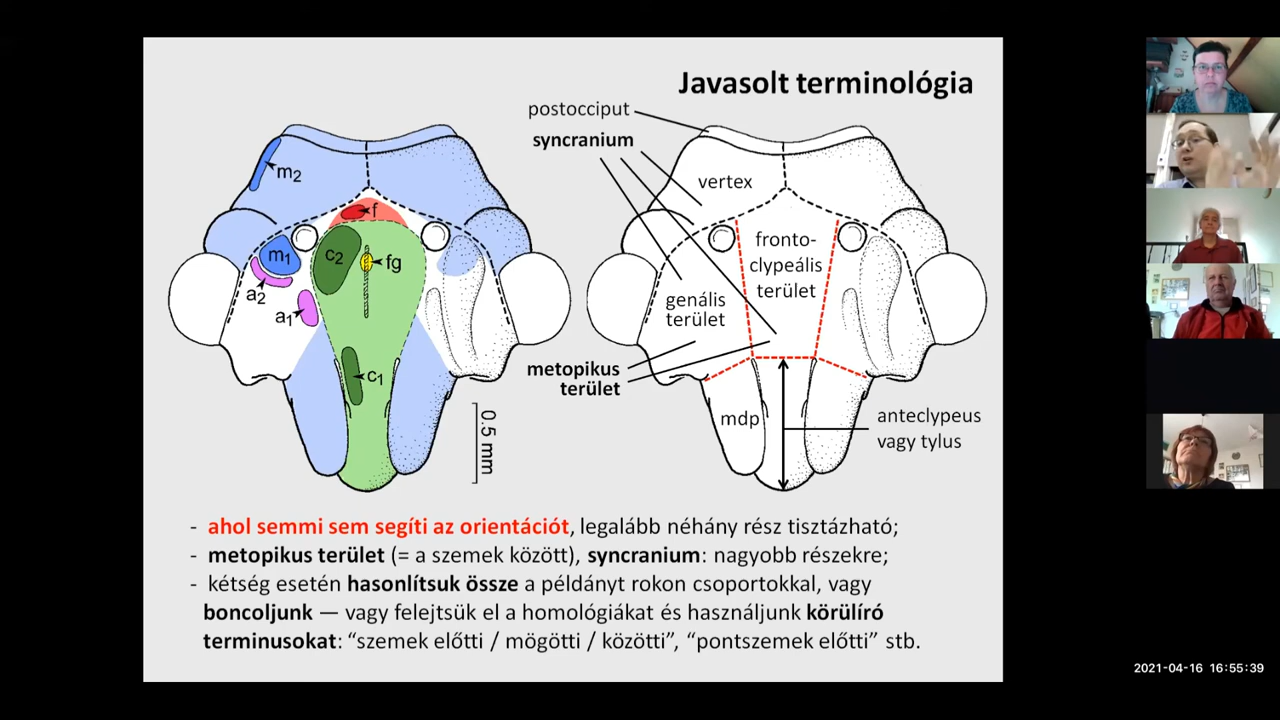 Javasolt terminológia
postocciput
syncranium
vertex
fronto-
clypeális
terület
genális
terület
metopikus
terület
mdp
anteclypeus
vagy tylus
m2
f
m1
c2
fg
a2
a1
c1
0.5 mm
- ahol semmi sem segíti az orientációt, legalább néhány rész tisztázható;
- metopikus terület (= a szemek között), syncranium: nagyobb részekre;
- kétség esetén hasonlítsuk össze a példányt rokon csoportokkal, vagy
boncoljunk — vagy felejtsük el a homológiákat és használjunk körülíró
terminusokat: “szemek előtti / mögötti / közötti”, “pontszemek előtti” stb.
2021-04-16 16:55:39